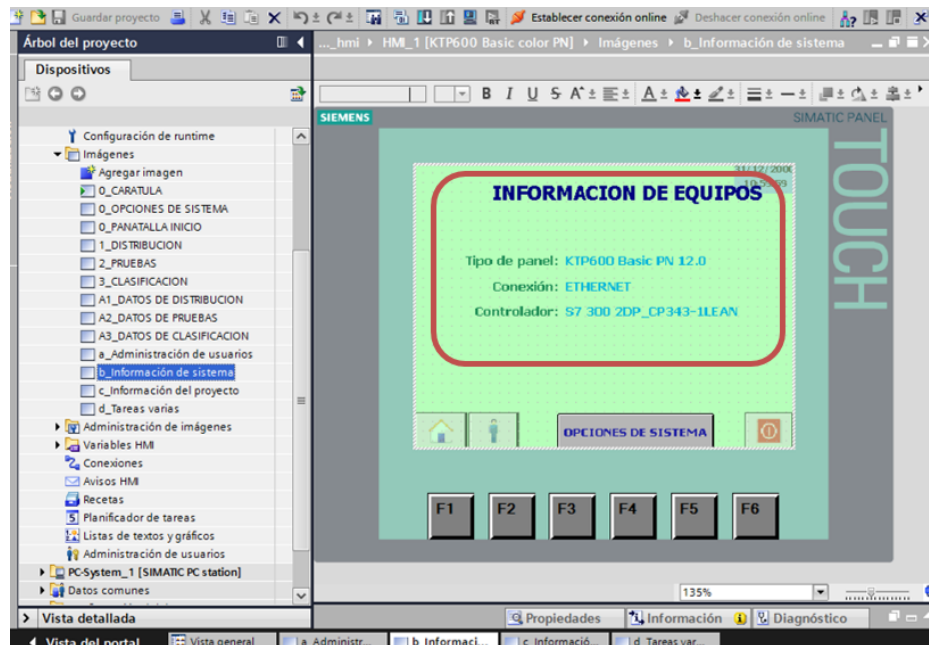 Guardar proyecto
Establecer conexión online
Deshacer conexión online
Árbol del proyecto
..._hmi ▸ HMI_1 [KTP600 Basic color PN] ▸ Imágenes ▸ b_Información de sistema
Dispositivos
B I U S A
SIEMENS
SIMATIC PANEL
TOUCH
Configuración de runtime
Imágenes
Agregar imagen
0_CARATULA
0_OPCIONES DE SISTEMA
0_PANATALLA INICIO
1_DISTRIBUCION
2_PRUEBAS
3_CLASIFICACION
A1_DATOS DE DISTRIBUCION
A2_DATOS DE PRUEBAS
A3_DATOS DE CLASIFICACION
a_Administración de usuarios
b_Información de sistema
c_Información del proyecto
d_Tareas varias
Administración de imágenes
Variables HMI
Conexiones
Avisos HMI
Recetas
Planificador de tareas
Listas de textos y gráficos
Administración de usuarios
PC-System_1 [SIMATIC PC station]
Datos comunes
31/12/2000
INFORMACION DE EQUIPOS
Tipo de panel: KTP600 Basic PN 12.0
Conexión: ETHERNET
Controlador: S7 300 2DP_CP343-1LEAN
OPCIONES DE SISTEMA
F1 F2 F3 F4 F5 F6
135%
Vista detallada
Propiedades
Información
Diagnóstico
Vista del portal
Vista general
a_Administr...
b_Informaci...
c_Informació...
d_Tareas var...